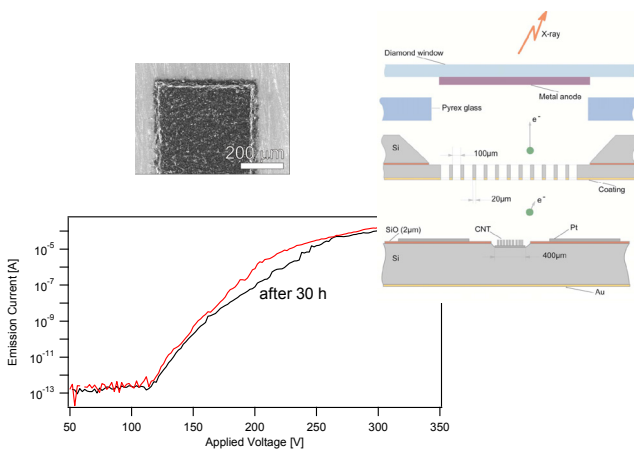 X-ray
Diamond window
Metal anode
Pyrex glass
e⁻
Si
100µm
Coating
20µm
e⁻
SiO (2µm)
CNT
Pt
Si
400µm
Au
200 µm
Emission Current [A]
10⁻⁵
10⁻⁷
10⁻⁹
10⁻¹¹
10⁻¹³
after 30 h
50 100 150 200 250 300 350
Applied Voltage [V]